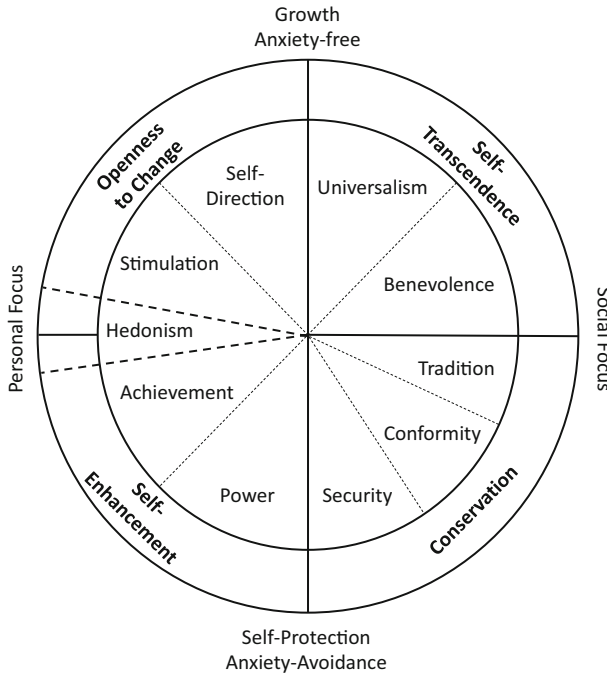 Growth
Anxiety-free
Openness
to Change
Self-
Transcendence
Self-
Direction
Universalism
Stimulation
Benevolence
Personal Focus
Hedonism
Social Focus
Tradition
Achievement
Conformity
Power
Security
Self-
Enhancement
Conservation
Self-Protection
Anxiety-Avoidance